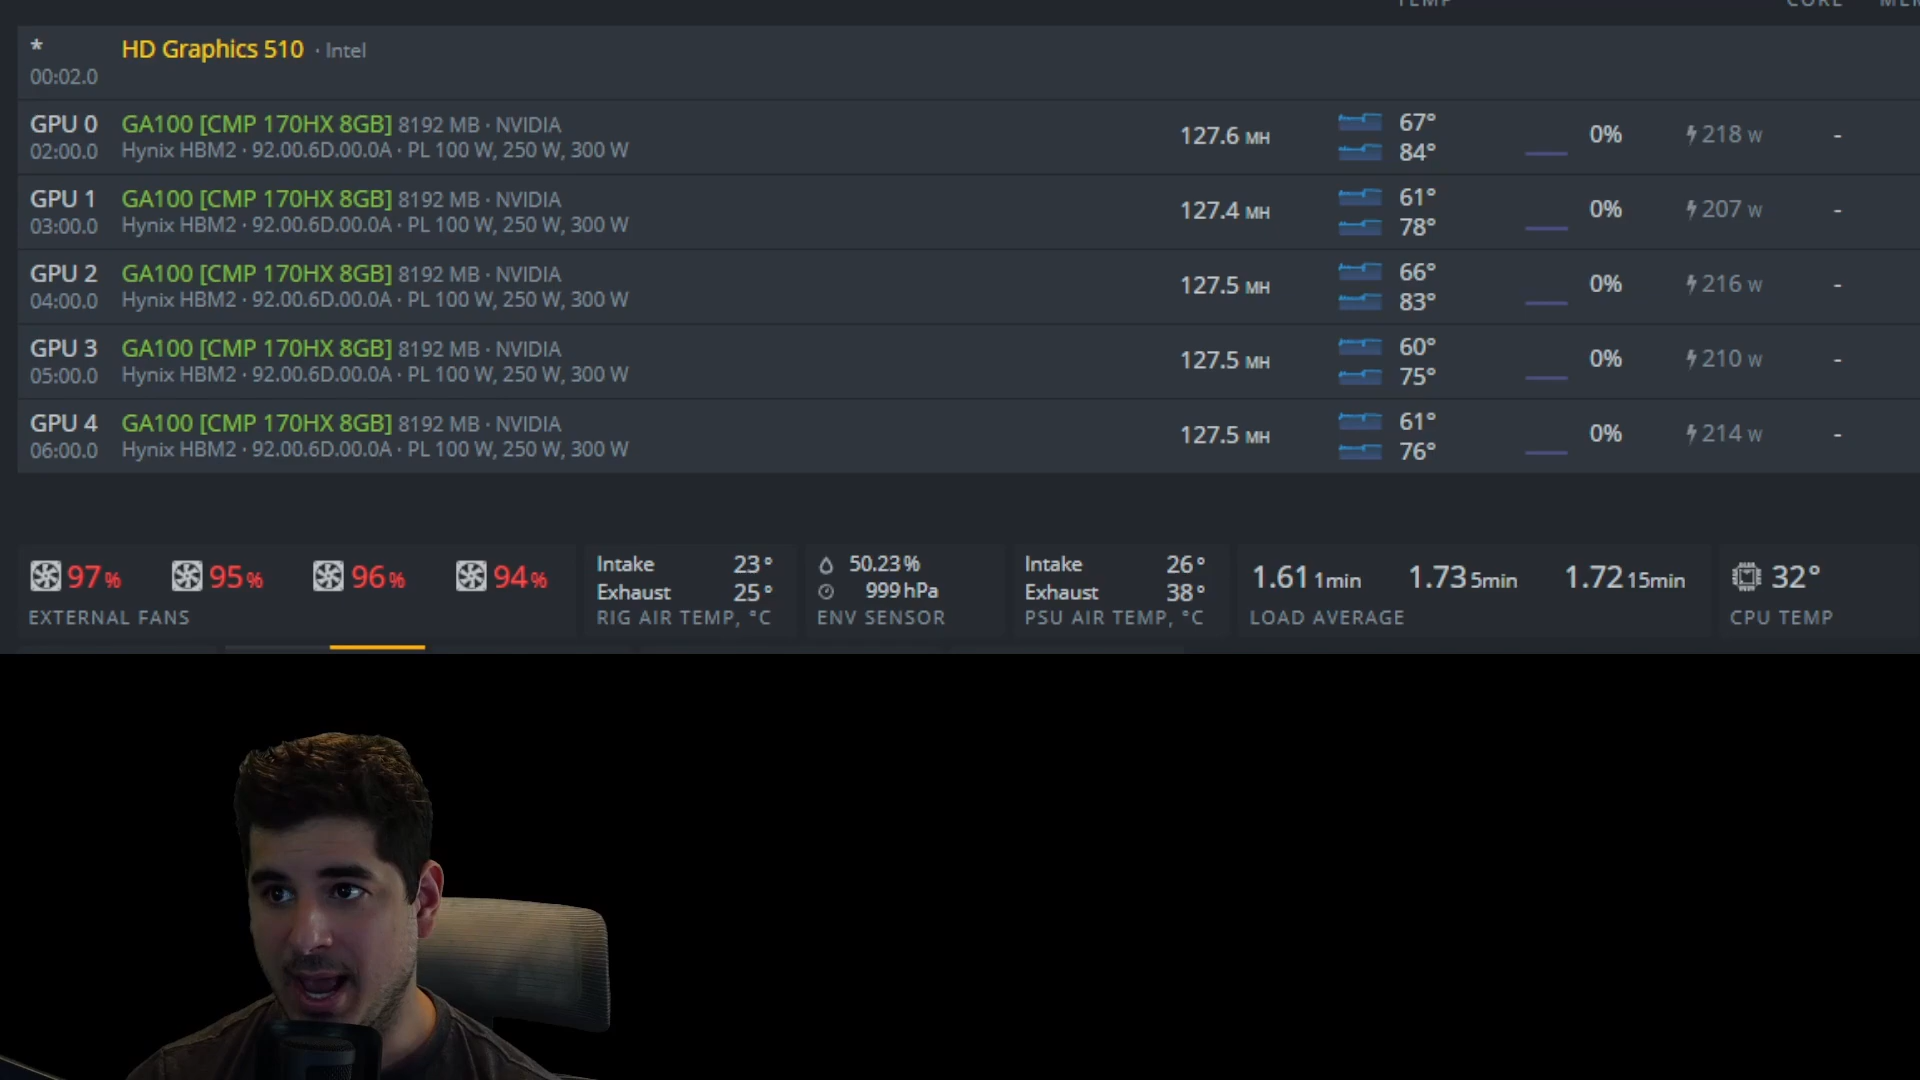 TEMP CORE
* HD Graphics 510 · Intel
00:02.0
GPU 0 GA100 [CMP 170HX 8GB] 8192 MB · NVIDIA 127.6 MH 67° 0% 218 W -
02:00.0 Hynix HBM2 · 92.00.6D.00.0A · PL 100 W, 250 W, 300 W 84°
GPU 1 GA100 [CMP 170HX 8GB] 8192 MB · NVIDIA 127.4 MH 61° 0% 207 W -
03:00.0 Hynix HBM2 · 92.00.6D.00.0A · PL 100 W, 250 W, 300 W 78°
GPU 2 GA100 [CMP 170HX 8GB] 8192 MB · NVIDIA 127.5 MH 66° 0% 216 W -
04:00.0 Hynix HBM2 · 92.00.6D.00.0A · PL 100 W, 250 W, 300 W 83°
GPU 3 GA100 [CMP 170HX 8GB] 8192 MB · NVIDIA 127.5 MH 60° 0% 210 W -
05:00.0 Hynix HBM2 · 92.00.6D.00.0A · PL 100 W, 250 W, 300 W 75°
GPU 4 GA100 [CMP 170HX 8GB] 8192 MB · NVIDIA 127.5 MH 61° 0% 214 W -
06:00.0 Hynix HBM2 · 92.00.6D.00.0A · PL 100 W, 250 W, 300 W 76°
97% 95% 96% 94%
EXTERNAL FANS
Intake 23°
Exhaust 25°
RIG AIR TEMP, °C
50.23%
999 hPa
ENV SENSOR
Intake 26°
Exhaust 38°
PSU AIR TEMP, °C
1.61 1min 1.73 5min 1.72 15min
LOAD AVERAGE
32°
CPU TEMP